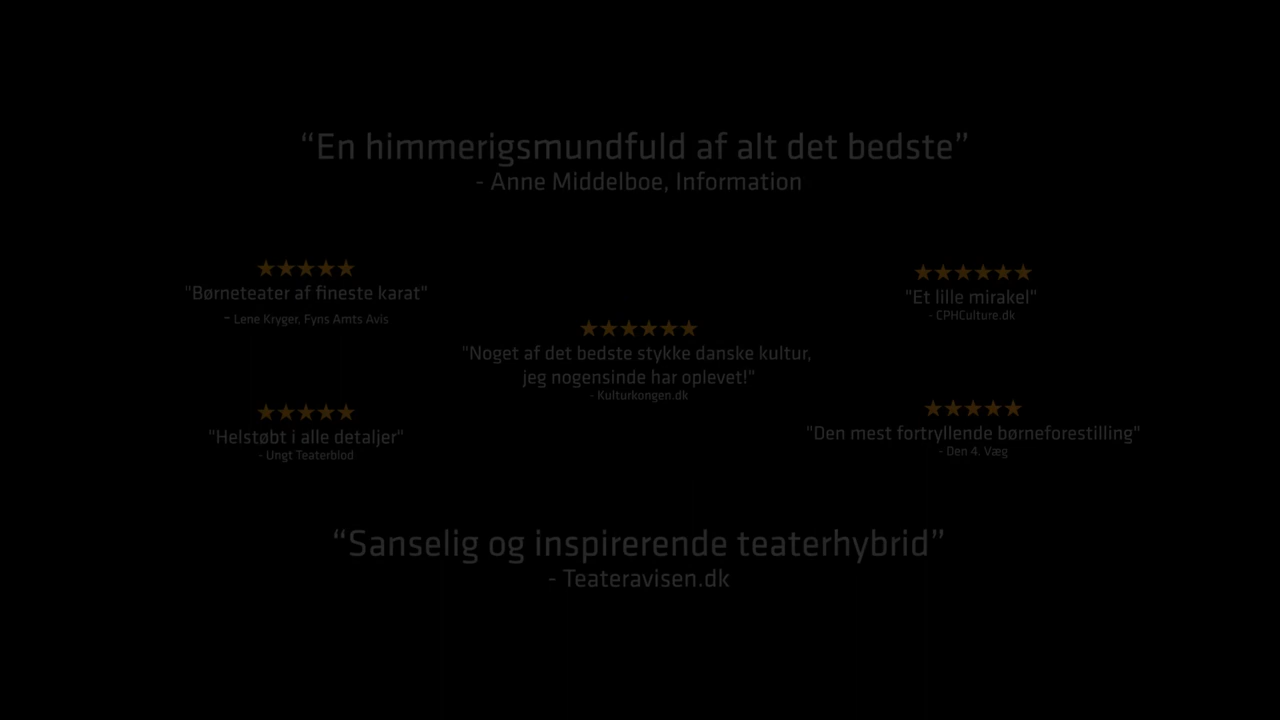 “En himmerigsmundfuld af alt det bedste”
- Anne Middelboe, Information
★★★★★
"Børneteater af fineste karat"
~ Lene Kryger, Fyns Amts Avis
★★★★★★
"Et lille mirakel"
- CPHCulture.dk
★★★★★★
"Noget af det bedste stykke danske kultur,
jeg nogensinde har oplevet!"
- Kulturkongen.dk
★★★★★
"Helstøbt i alle detaljer"
- Ungt Teaterblod
★★★★★
"Den mest fortryllende børneforestilling"
- Den 4. Væg
“Sanselig og inspirerende teaterhybrid”
- Teateravisen.dk